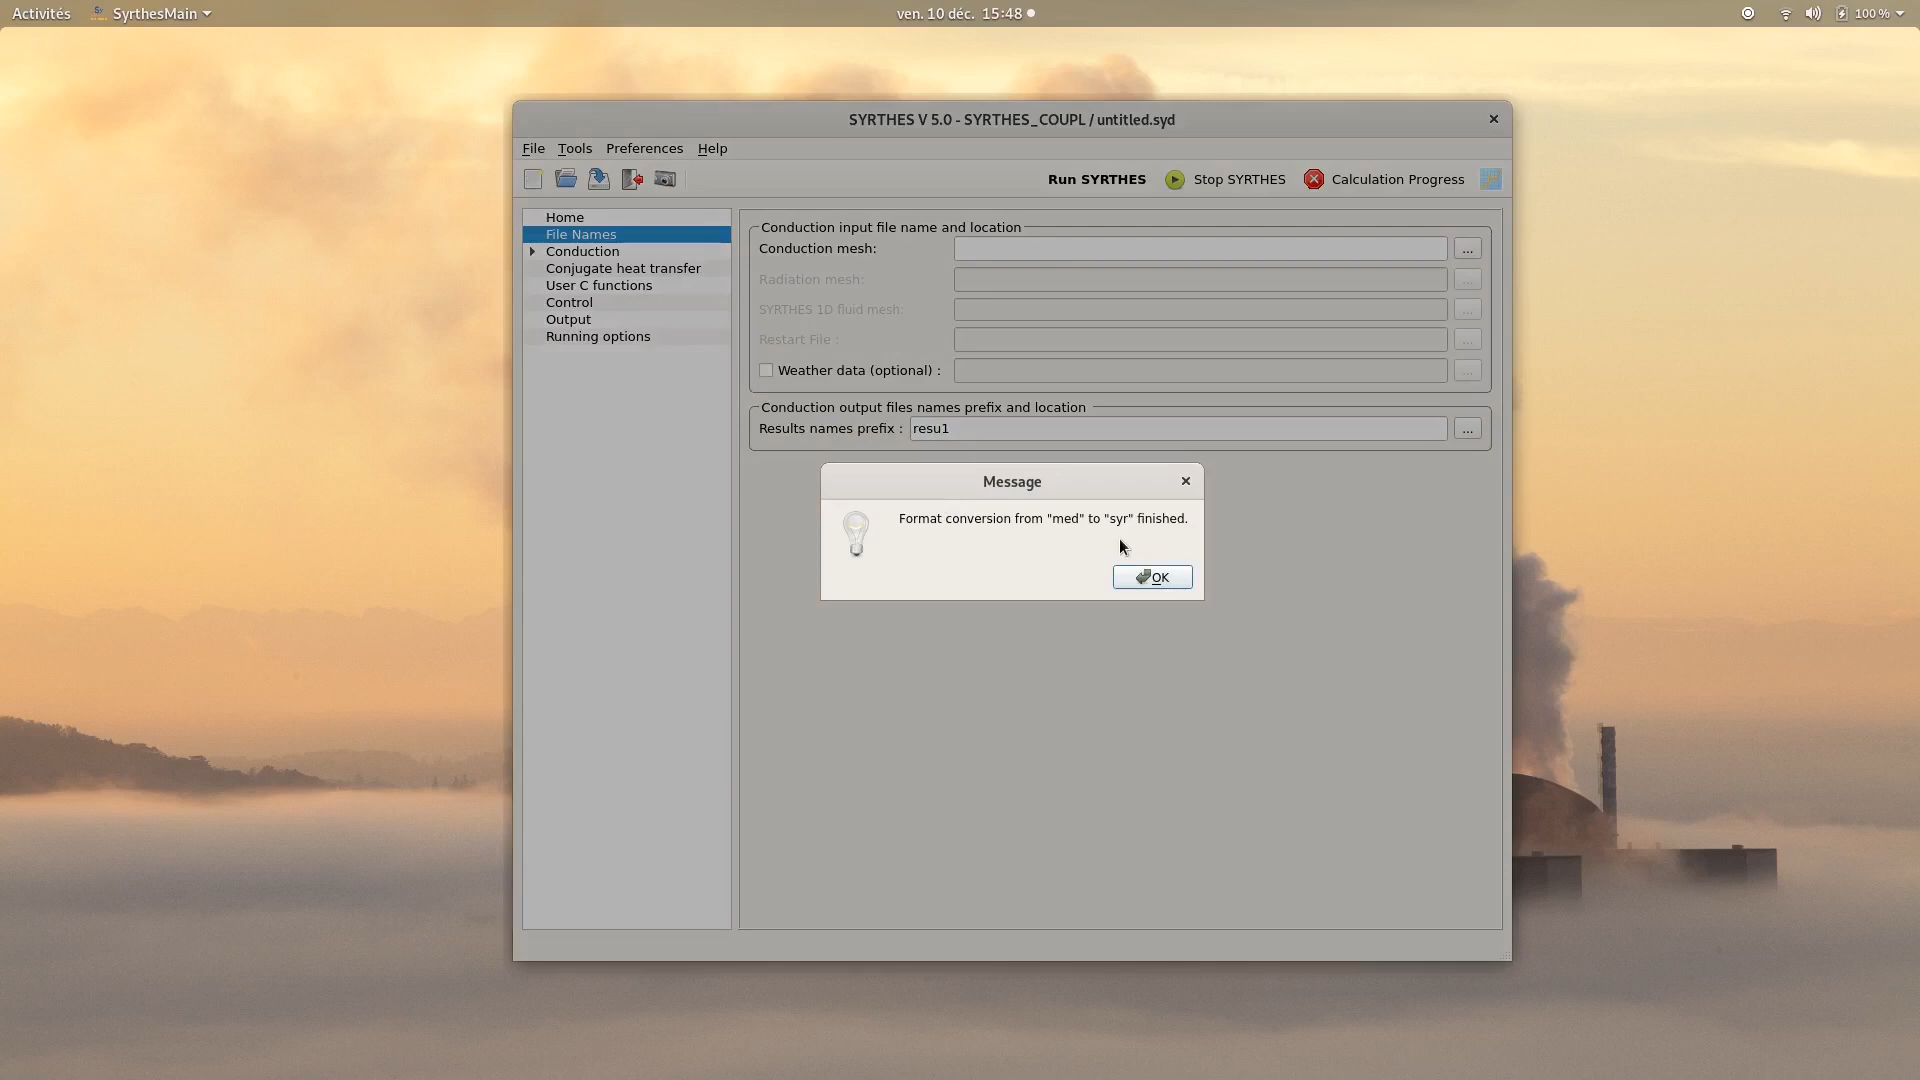 Activités SyrthesMain ven. 10 déc. 15:48 100 %
SYRTHES V 5.0 - SYRTHES_COUPL / untitled.syd
File Tools Preferences Help
Run SYRTHES Stop SYRTHES Calculation Progress
Home
File Names
Conduction
Conjugate heat transfer
User C functions
Control
Output
Running options
Conduction input file name and location
Conduction mesh: ...
Radiation mesh: ...
SYRTHES 1D fluid mesh: ...
Restart File : ...
Weather data (optional) : ...
Conduction output files names prefix and location
Results names prefix : resu1 ...
Message
Format conversion from "med" to "syr" finished.
OK